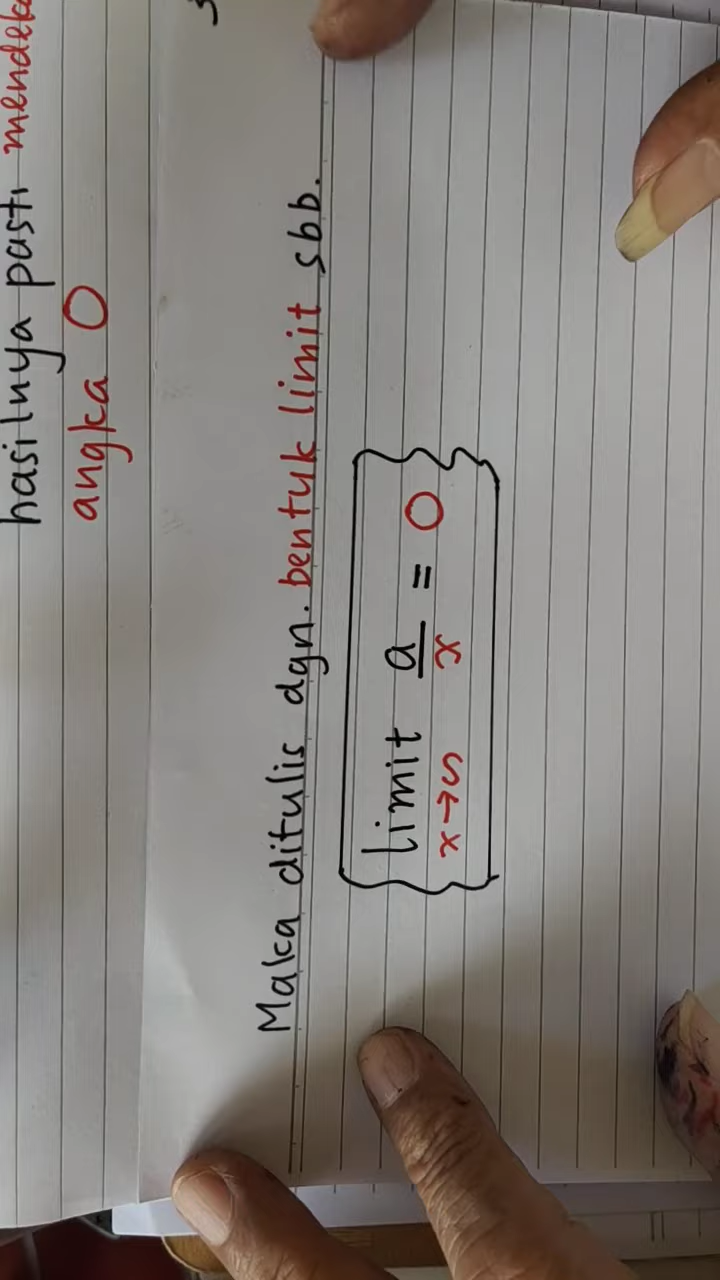 hasilnya pasti mendeka
angka 0
Maka ditulis dgn. bentuk limit sbb.
limit a/x = 0
x→s